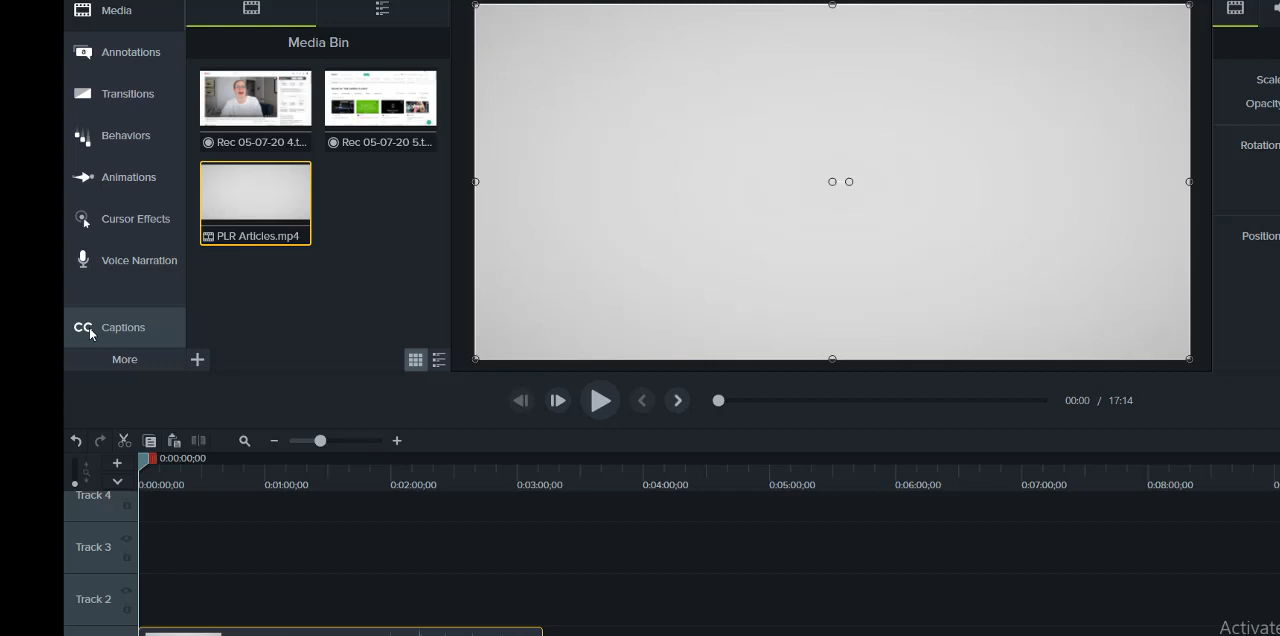 Media
Annotations
Transitions
Behaviors
Animations
Cursor Effects
Voice Narration
CC Captions
More
Media Bin
Rec 05-07-20 4.t...
Rec 05-07-20 5.t...
PLR Articles.mp4
Scale
Opacity
Rotation
Position
00:00 / 17:14
0:00:00;00
0:00:00;00 0:01:00;00 0:02:00;00 0:03:00;00 0:04:00;00 0:05:00;00 0:06:00;00 0:07:00;00 0:08:00;00 0
Track 4
Track 3
Track 2
Activate